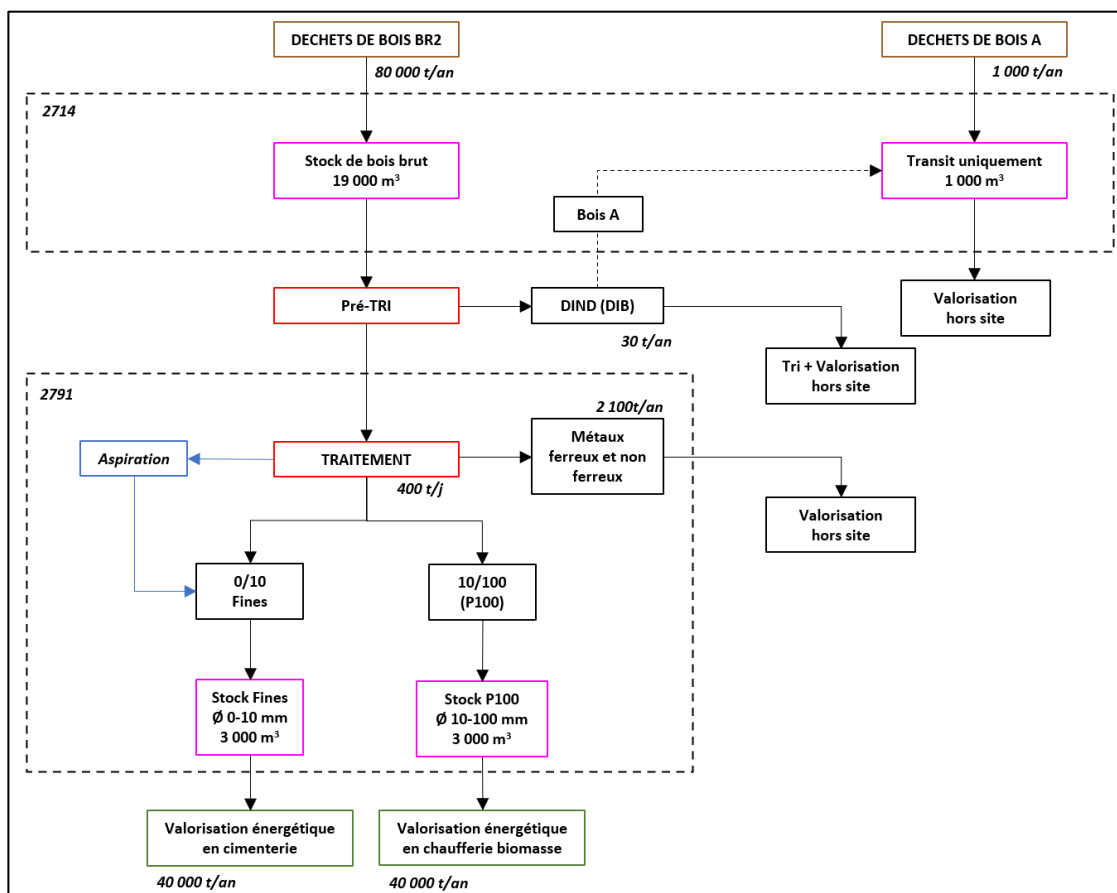 DECHETS DE BOIS BR2
DECHETS DE BOIS A
80 000 t/an
1 000 t/an
2714
Stock de bois brut
19 000 m³
Transit uniquement
1 000 m³
Bois A
Pré-TRI
DIND (DIB)
30 t/an
Valorisation
hors site
Tri + Valorisation
hors site
2791
2 100t/an
Aspiration
TRAITEMENT
400 t/j
Métaux
ferreux et non
ferreux
Valorisation
hors site
0/10
Fines
10/100
(P100)
Stock Fines
Ø 0-10 mm
3 000 m³
Stock P100
Ø 10-100 mm
3 000 m³
Valorisation énergétique
en cimenterie
Valorisation énergétique
en chaufferie biomasse
40 000 t/an
40 000 t/an